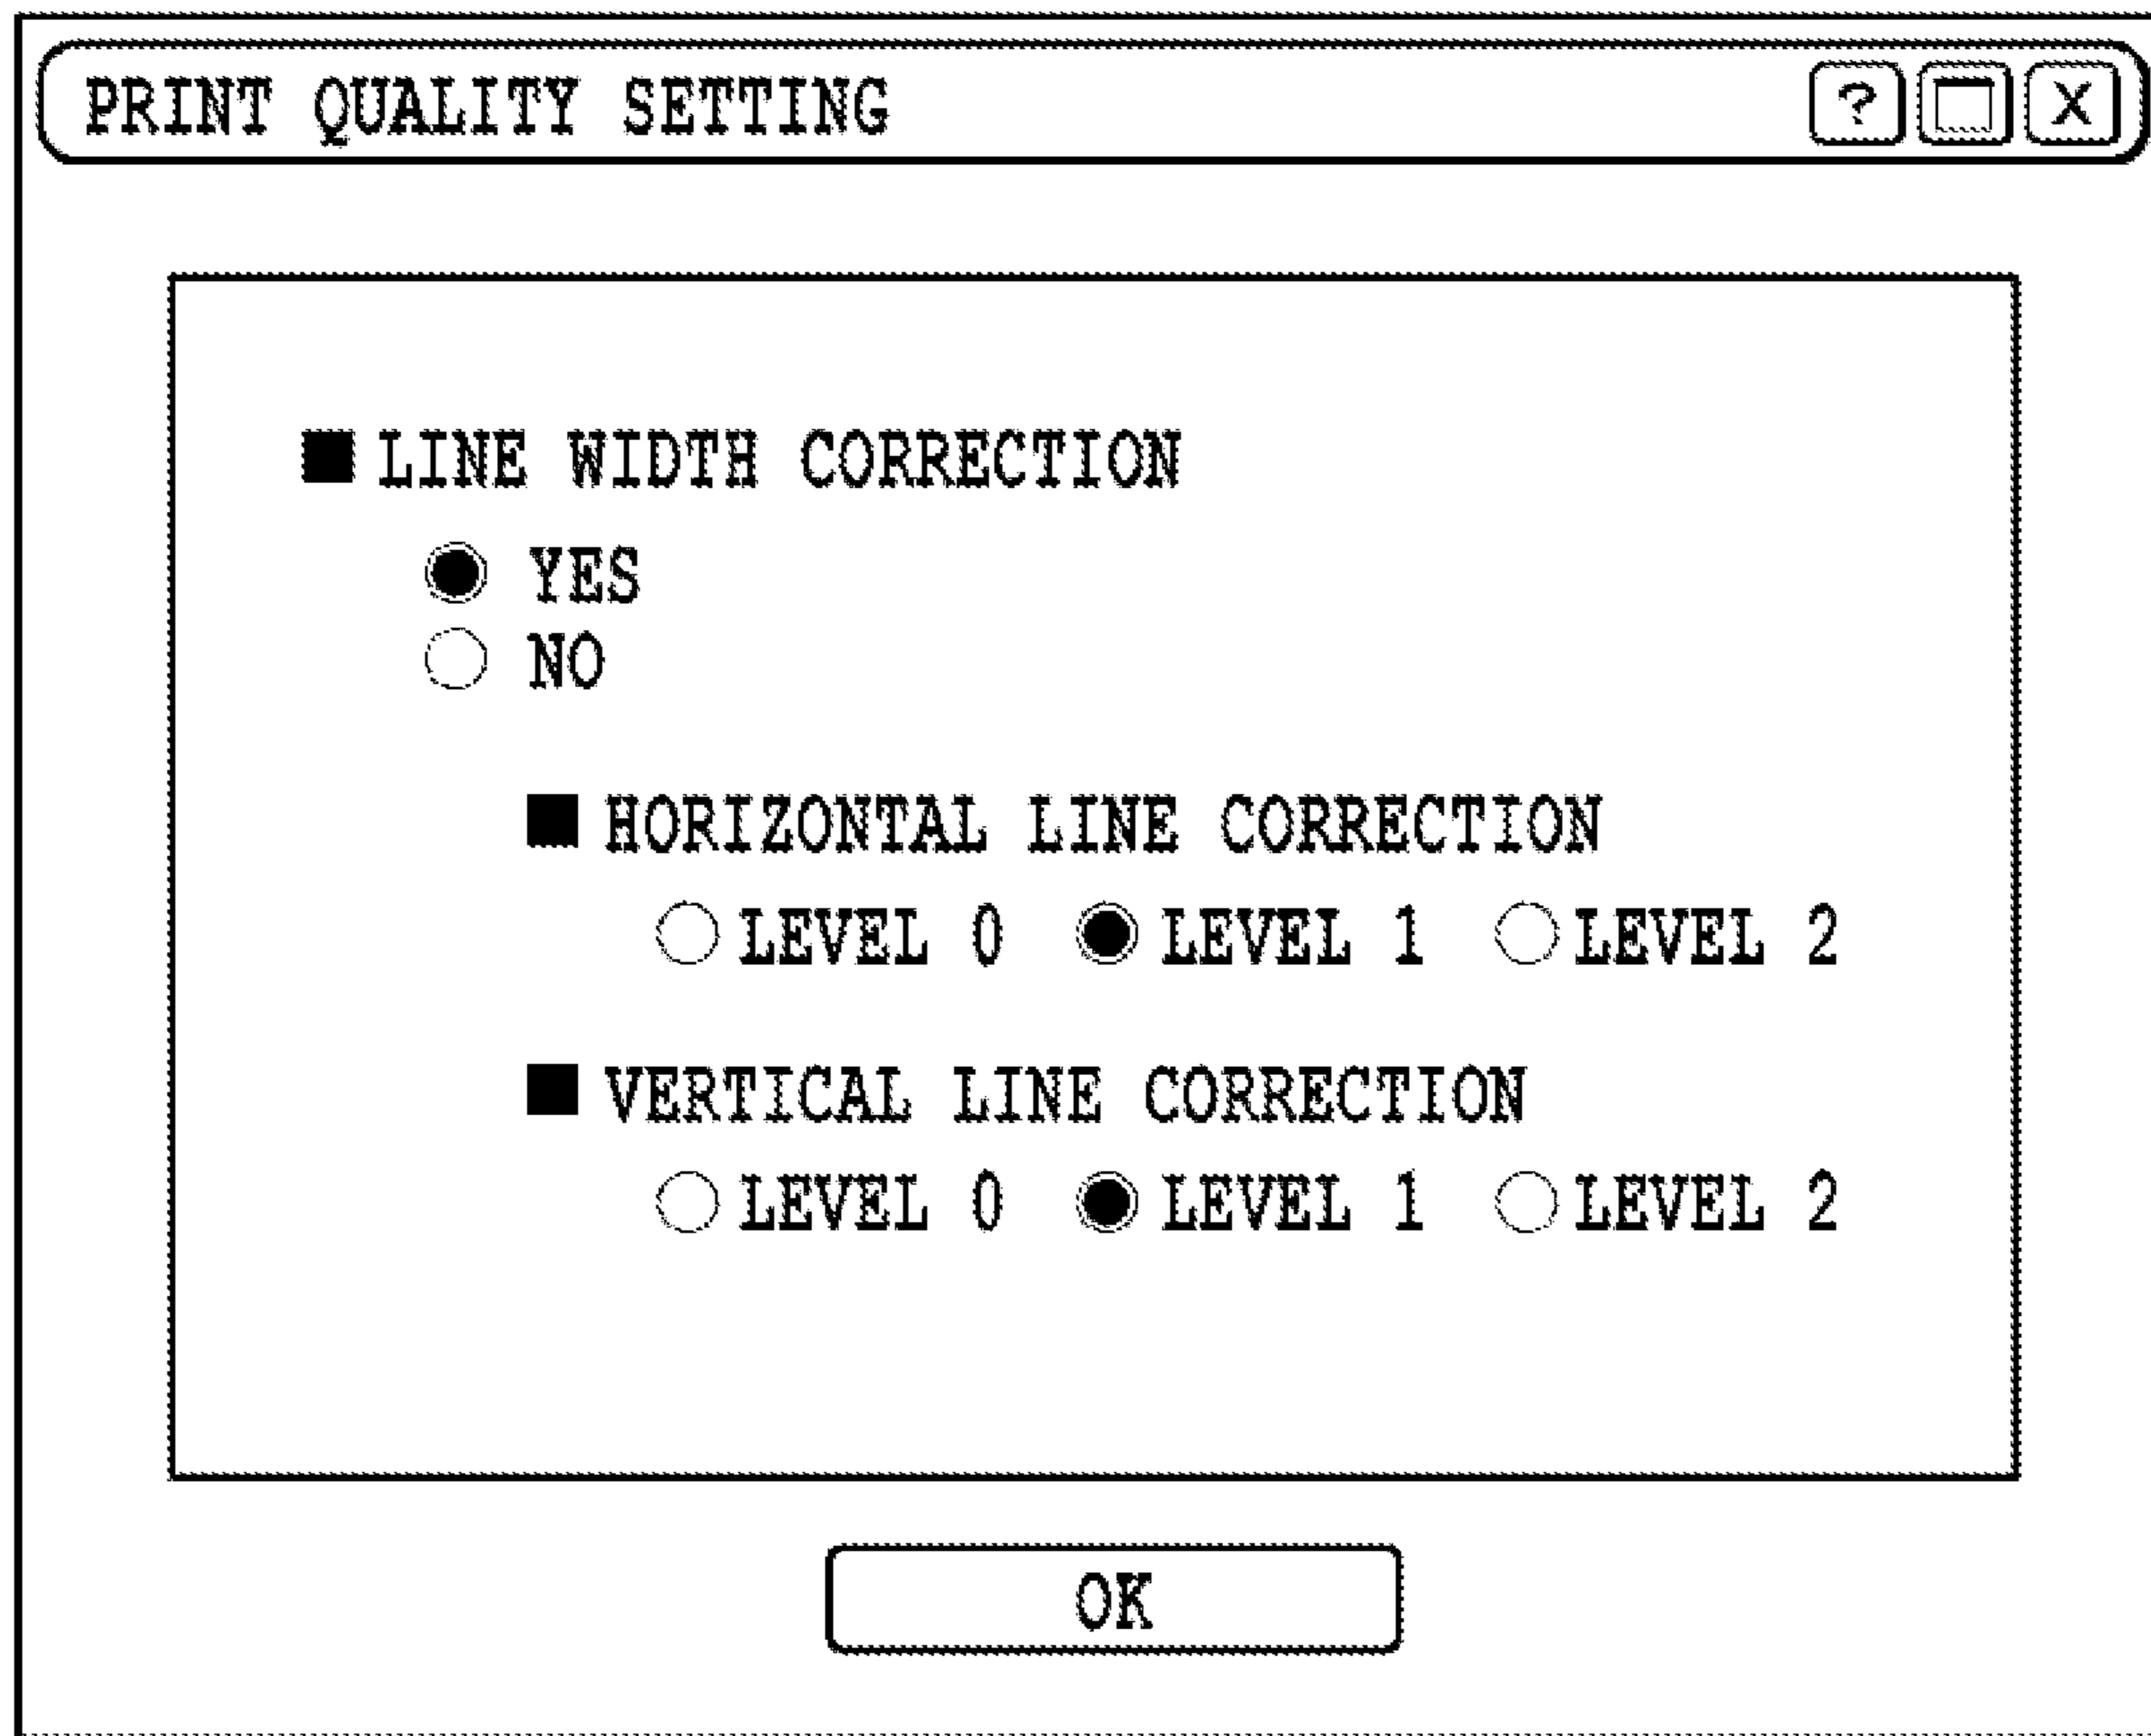 PRINT QUALITY SETTING ? X
LINE WIDTH CORRECTION
YES
NO
HORIZONTAL LINE CORRECTION
LEVEL 0 LEVEL 1 LEVEL 2
VERTICAL LINE CORRECTION
LEVEL 0 LEVEL 1 LEVEL 2
OK